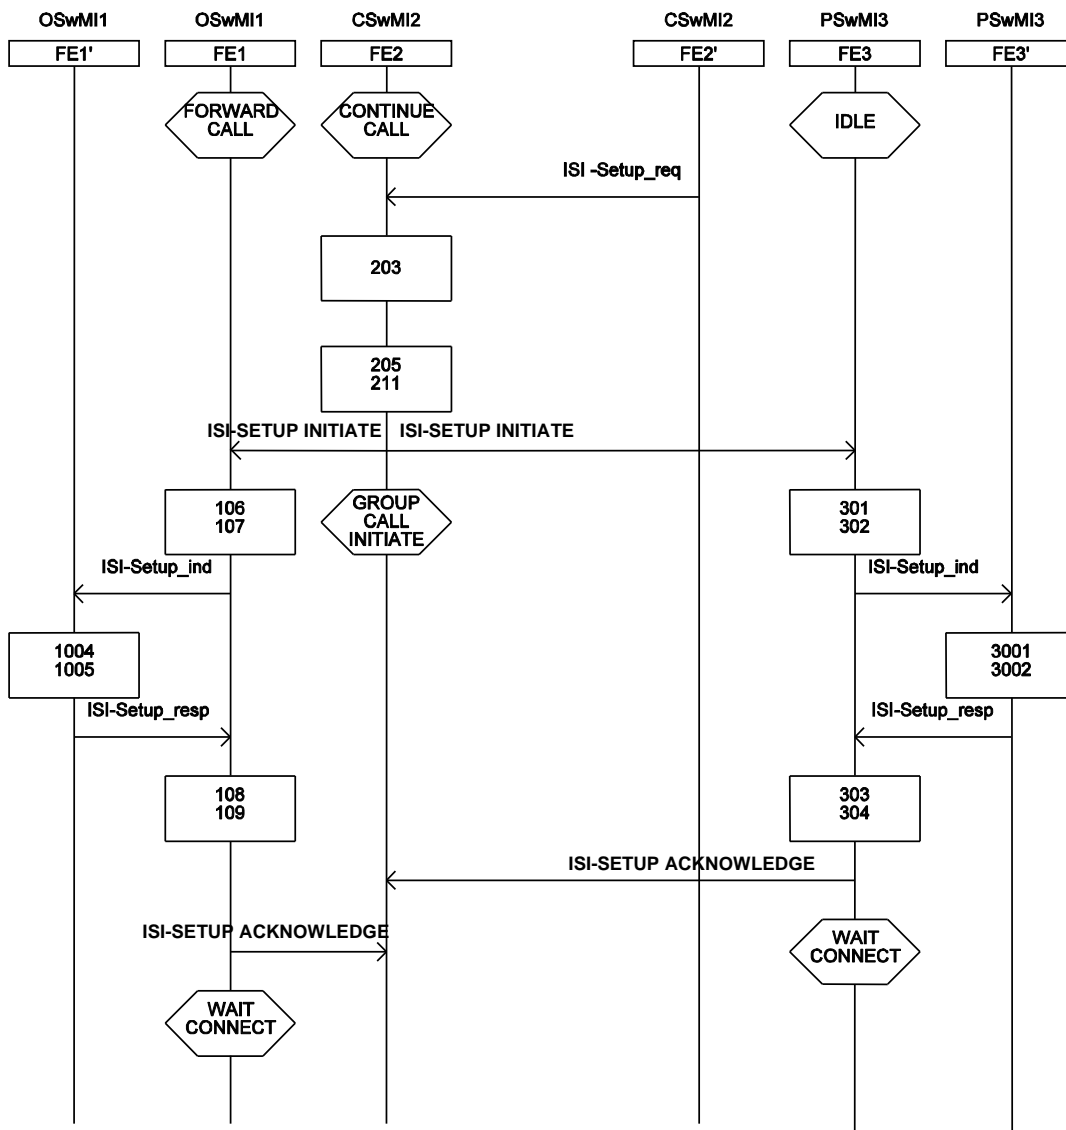 OSwMI1 OSwMI1 CSwMI2 CSwMI2 PSwMI3 PSwMI3
FE1' FE1 FE2 FE2' FE3 FE3'
FORWARD
CALL
CONTINUE
CALL
IDLE
ISI -Setup_req
203
205
211
ISI-SETUP INITIATE ISI-SETUP INITIATE
106
107
GROUP
CALL
INITIATE
301
302
ISI-Setup_ind ISI-Setup_ind
1004
1005
3001
3002
ISI-Setup_resp ISI-Setup_resp
108
109
303
304
ISI-SETUP ACKNOWLEDGE
ISI-SETUP ACKNOWLEDGE
WAIT
CONNECT
WAIT
CONNECT